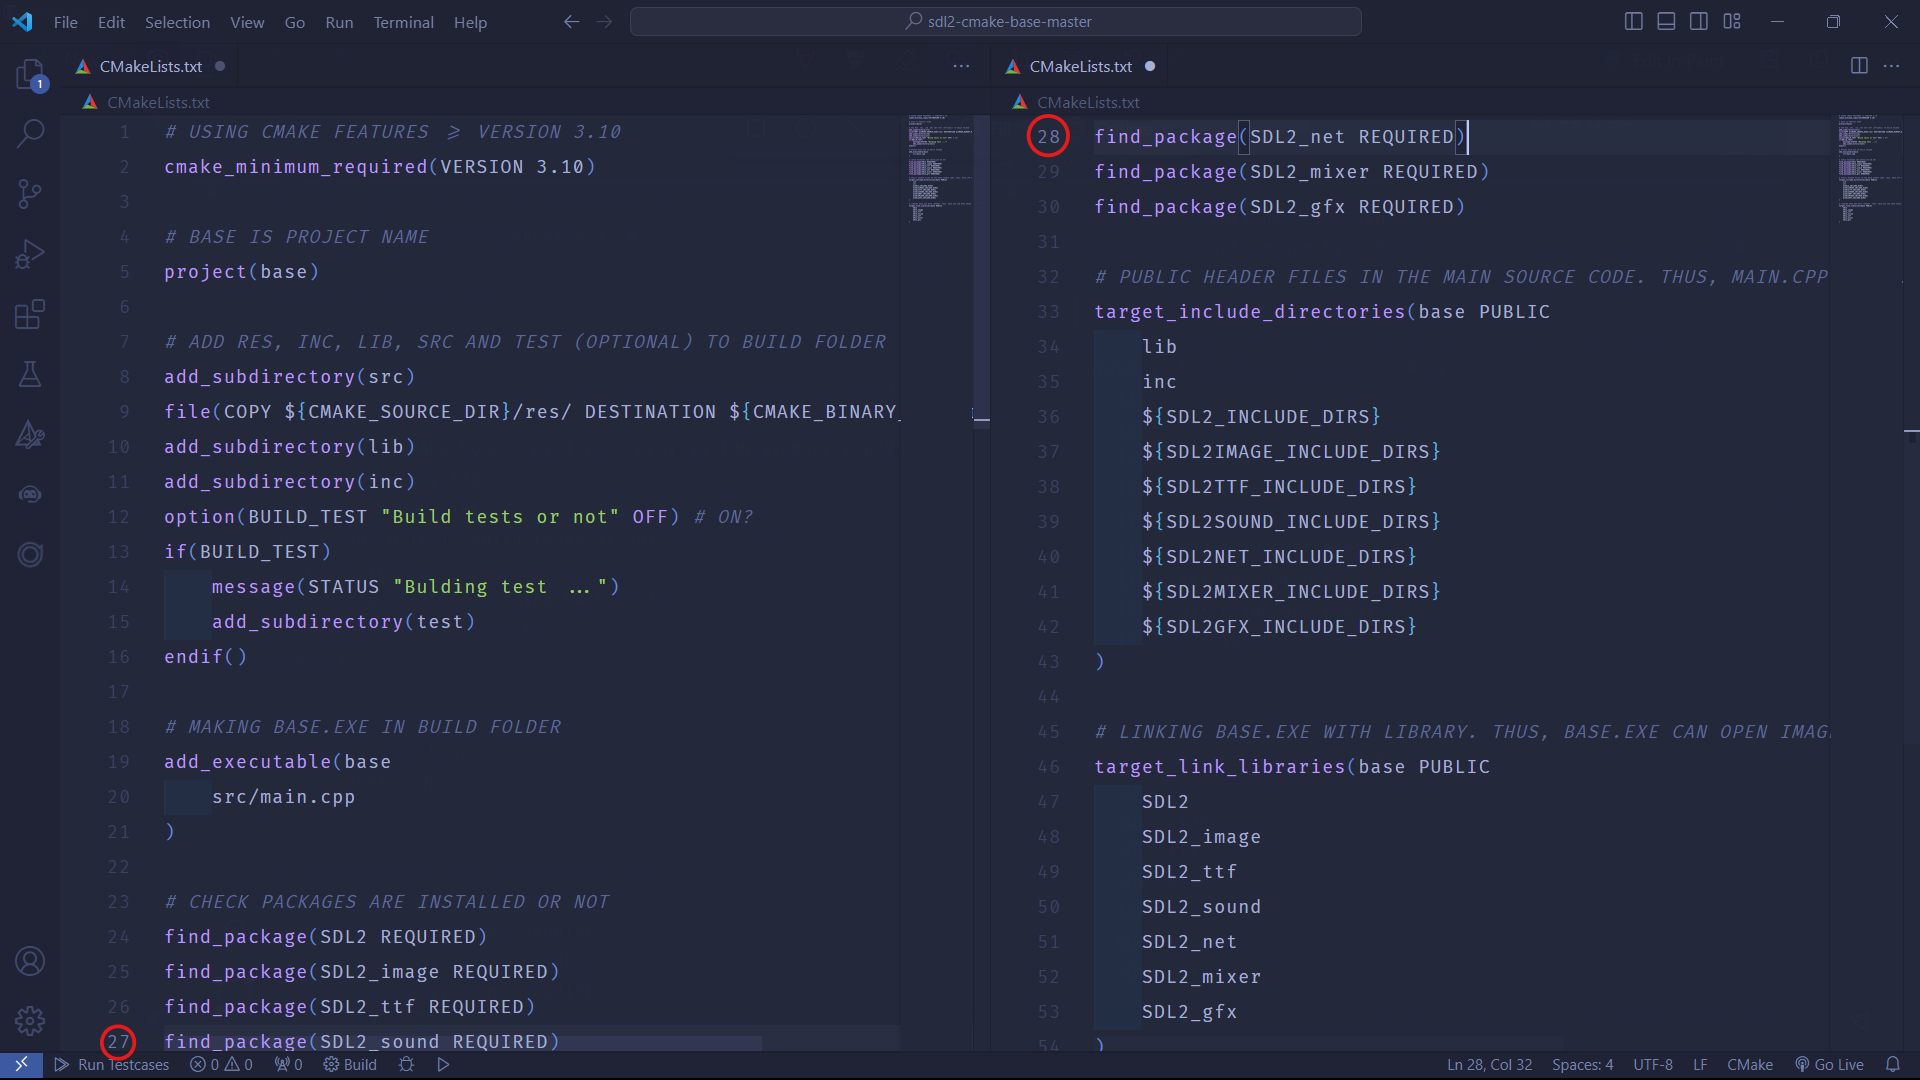 File Edit Selection View Go Run Terminal Help
sdl2-cmake-base-master
CMakeLists.txt
CMakeLists.txt
1
1 # USING CMAKE FEATURES >= VERSION 3.10
2 cmake_minimum_required(VERSION 3.10)
3
4 # BASE IS PROJECT NAME
5 project(base)
6
7 # ADD RES, INC, LIB, SRC AND TEST (OPTIONAL) TO BUILD FOLDER
8 add_subdirectory(src)
9 file(COPY ${CMAKE_SOURCE_DIR}/res/ DESTINATION ${CMAKE_BINARY_
10 add_subdirectory(lib)
11 add_subdirectory(inc)
12 option(BUILD_TEST "Build tests or not" OFF) # ON?
13 if(BUILD_TEST)
14 message(STATUS "Bulding test ...")
15 add_subdirectory(test)
16 endif()
17
18 # MAKING BASE.EXE IN BUILD FOLDER
19 add_executable(base
20 src/main.cpp
21 )
22
23 # CHECK PACKAGES ARE INSTALLED OR NOT
24 find_package(SDL2 REQUIRED)
25 find_package(SDL2_image REQUIRED)
26 find_package(SDL2_ttf REQUIRED)
27 find_package(SDL2_sound REQUIRED)
CMakeLists.txt
CMakeLists.txt
28 find_package(SDL2_net REQUIRED)
29 find_package(SDL2_mixer REQUIRED)
30 find_package(SDL2_gfx REQUIRED)
31
32 # PUBLIC HEADER FILES IN THE MAIN SOURCE CODE. THUS, MAIN.CPP
33 target_include_directories(base PUBLIC
34 lib
35 inc
36 ${SDL2_INCLUDE_DIRS}
37 ${SDL2IMAGE_INCLUDE_DIRS}
38 ${SDL2TTF_INCLUDE_DIRS}
39 ${SDL2SOUND_INCLUDE_DIRS}
40 ${SDL2NET_INCLUDE_DIRS}
41 ${SDL2MIXER_INCLUDE_DIRS}
42 ${SDL2GFX_INCLUDE_DIRS}
43 )
44
45 # LINKING BASE.EXE WITH LIBRARY. THUS, BASE.EXE CAN OPEN IMAG
46 target_link_libraries(base PUBLIC
47 SDL2
48 SDL2_image
49 SDL2_ttf
50 SDL2_sound
51 SDL2_net
52 SDL2_mixer
53 SDL2_gfx
54 )
Run Testcases 0 0 0 Build Ln 28, Col 32 Spaces: 4 UTF-8 LF CMake Go Live